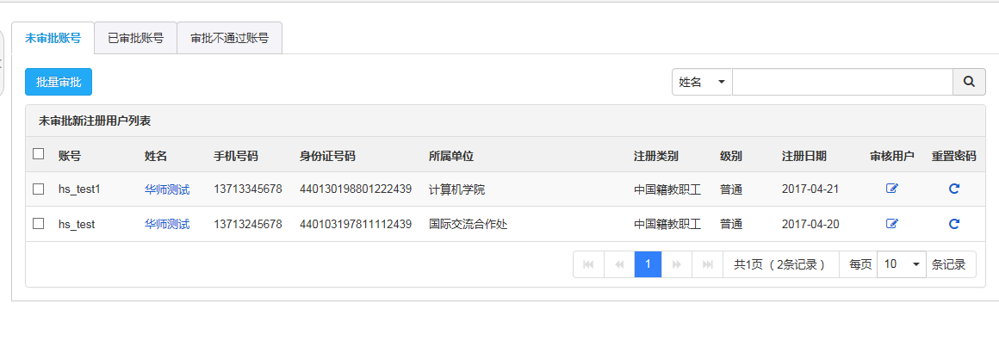 未审批账号 已审批账号 审批不通过账号
批量审批 姓名
未审批新注册用户列表
账号 姓名 手机号码 身份证号码 所属单位 注册类别 级别 注册日期 审核用户 重置密码
hs_test1 华师测试 13713345678 440130198801222439 计算机学院 中国籍教职工 普通 2017-04-21
hs_test 华师测试 13713245678 440103197811112439 国际交流合作处 中国籍教职工 普通 2017-04-20
1 共1页（2条记录） 每页 10 条记录